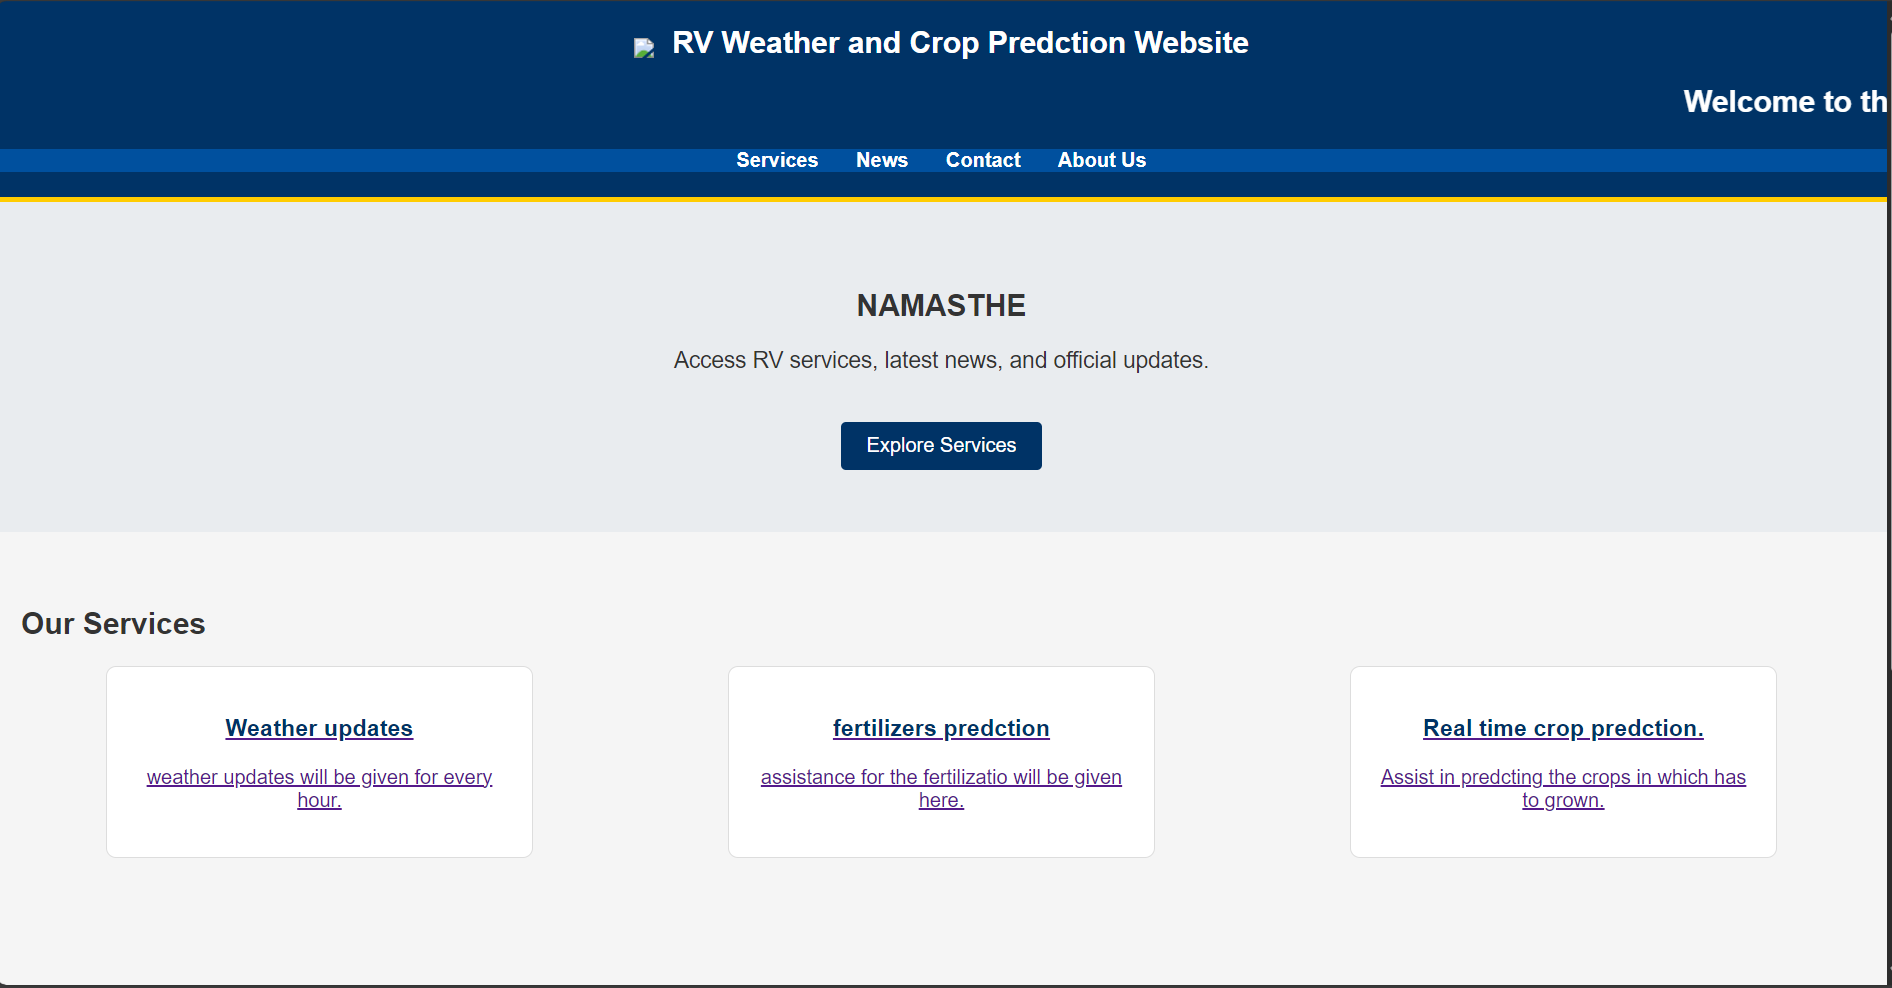 RV Weather and Crop Predction Website
Welcome to th
Services News Contact About Us
NAMASTHE
Access RV services, latest news, and official updates.
Explore Services
Our Services
Weather updates
weather updates will be given for every
hour.
fertilizers predction
assistance for the fertilizatio will be given
here.
Real time crop predction.
Assist in predcting the crops in which has
to grown.